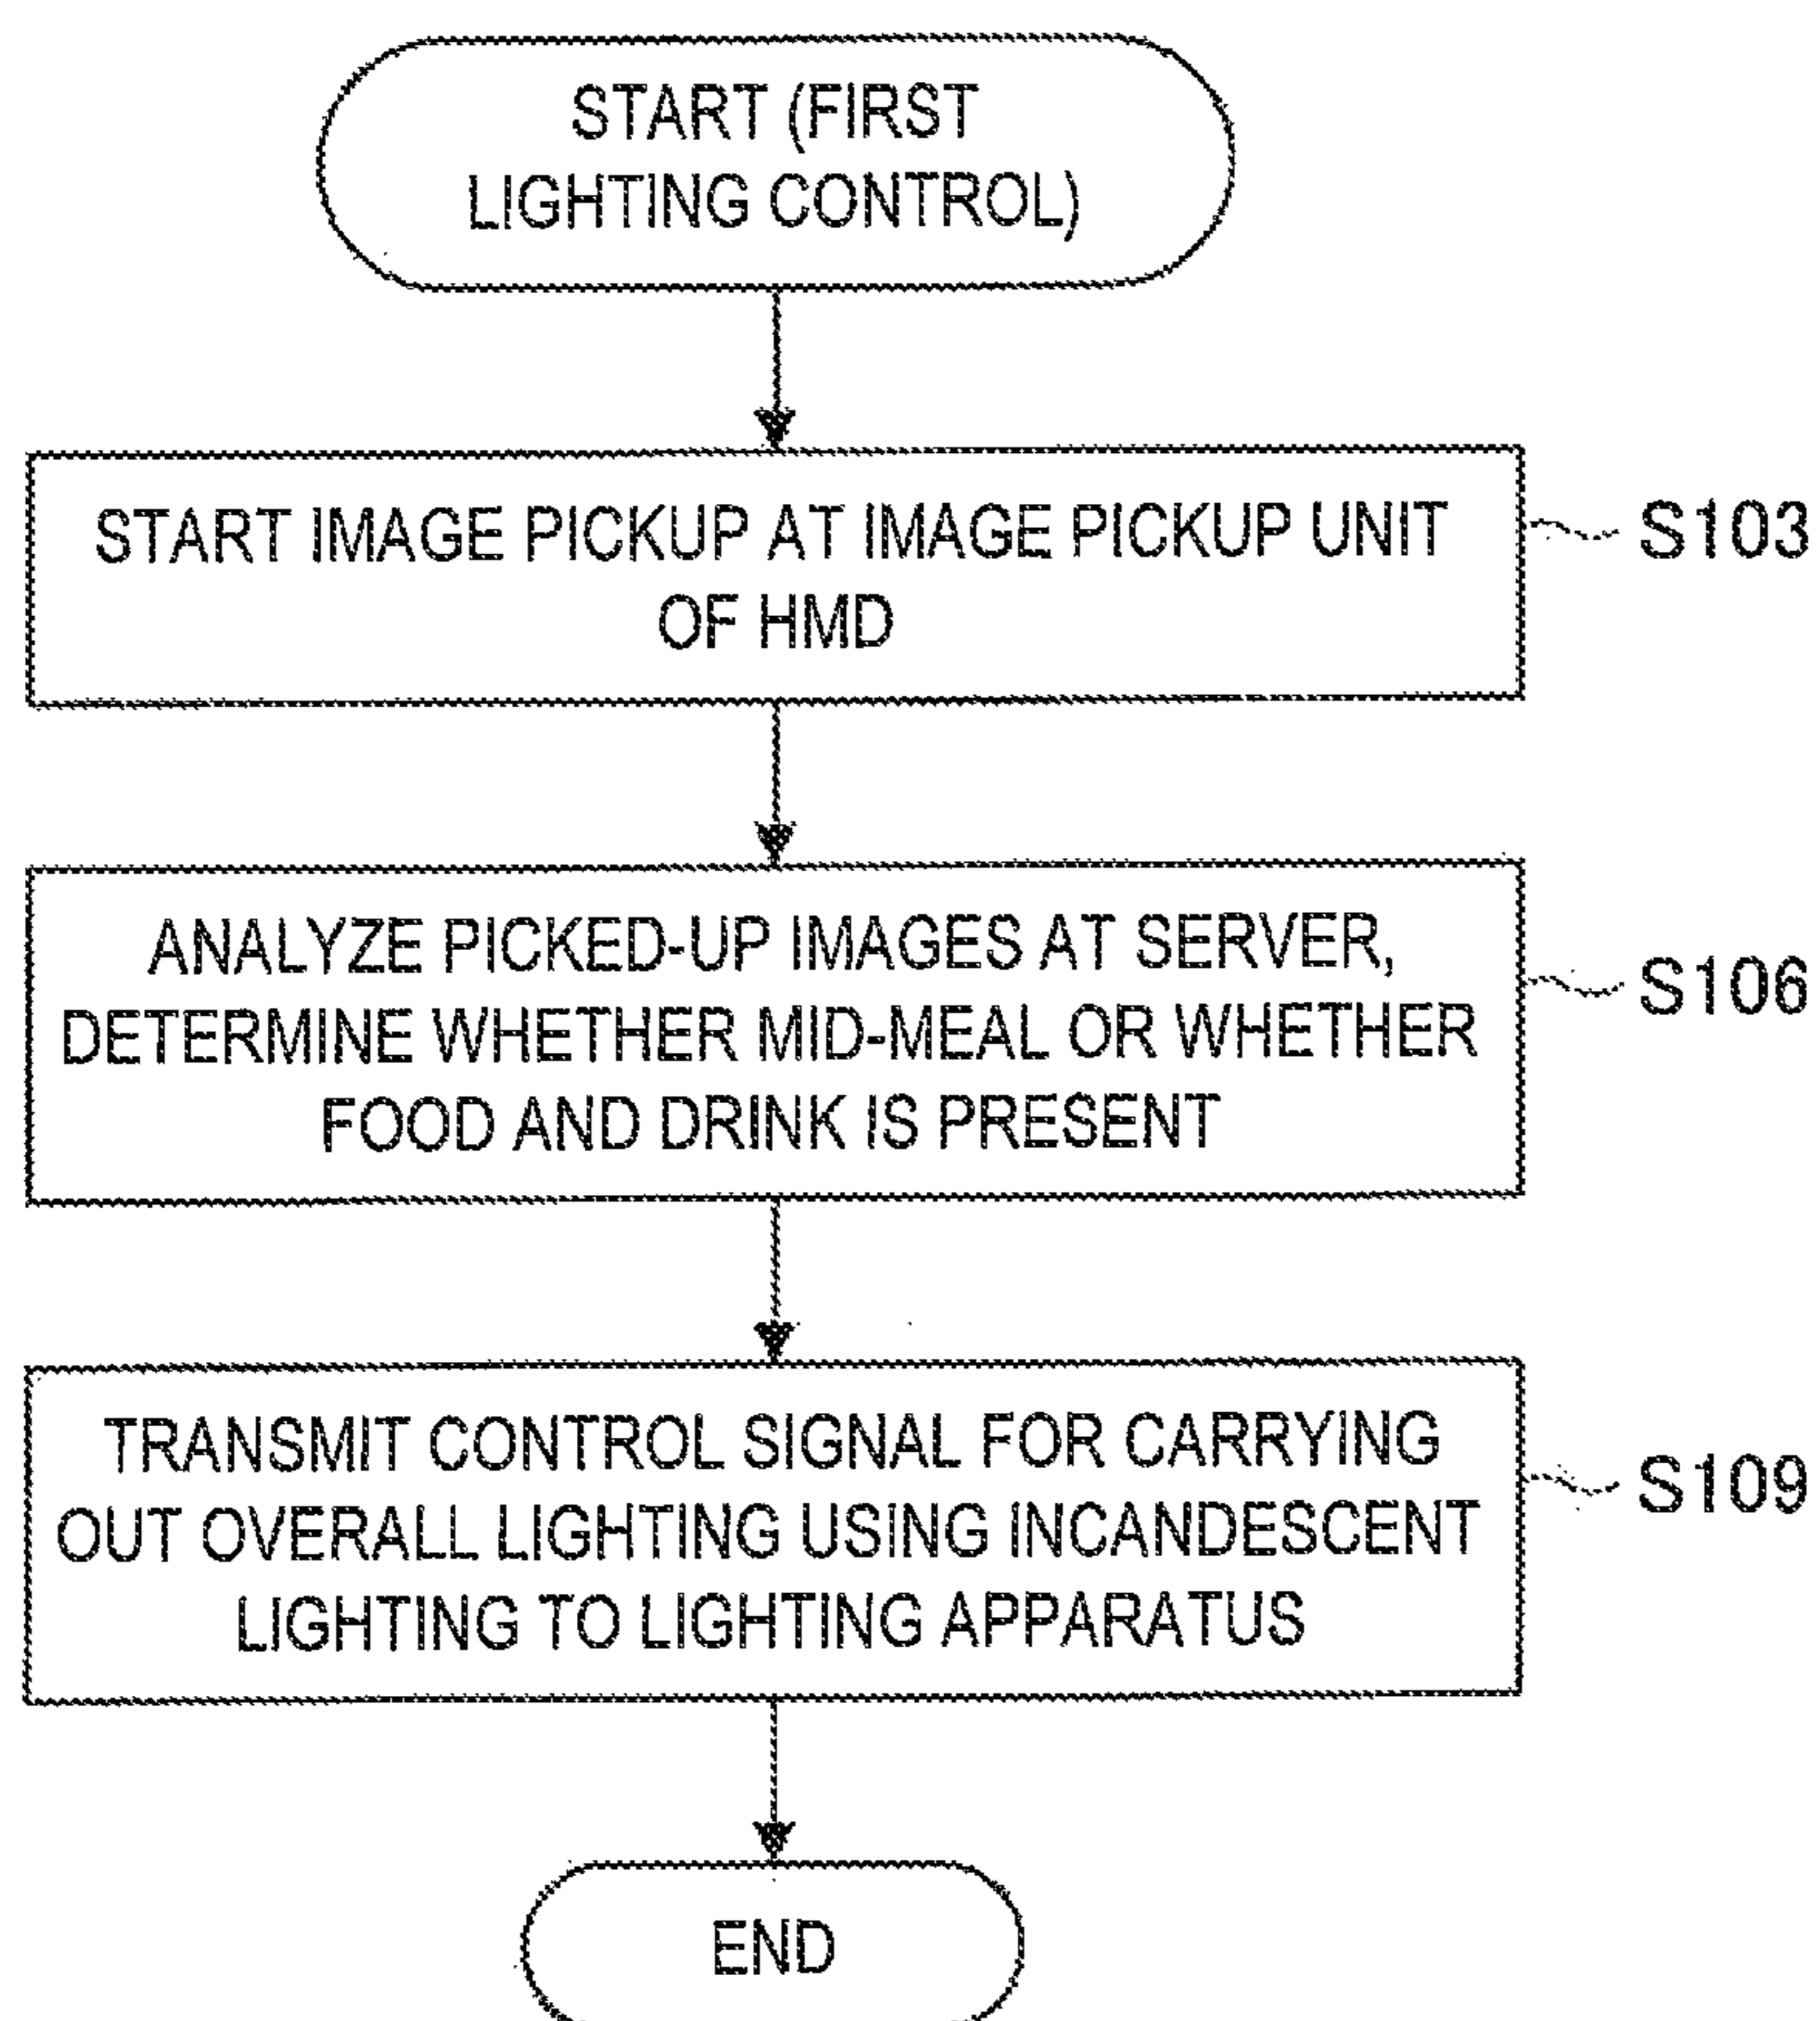 START (FIRST
LIGHTING CONTROL)
START IMAGE PICKUP AT IMAGE PICKUP UNIT
OF HMD
S103
ANALYZE PICKED-UP IMAGES AT SERVER,
DETERMINE WHETHER MID-MEAL OR WHETHER
FOOD AND DRINK IS PRESENT
S106
TRANSMIT CONTROL SIGNAL FOR CARRYING
OUT OVERALL LIGHTING USING INCANDESCENT
LIGHTING TO LIGHTING APPARATUS
S109
END